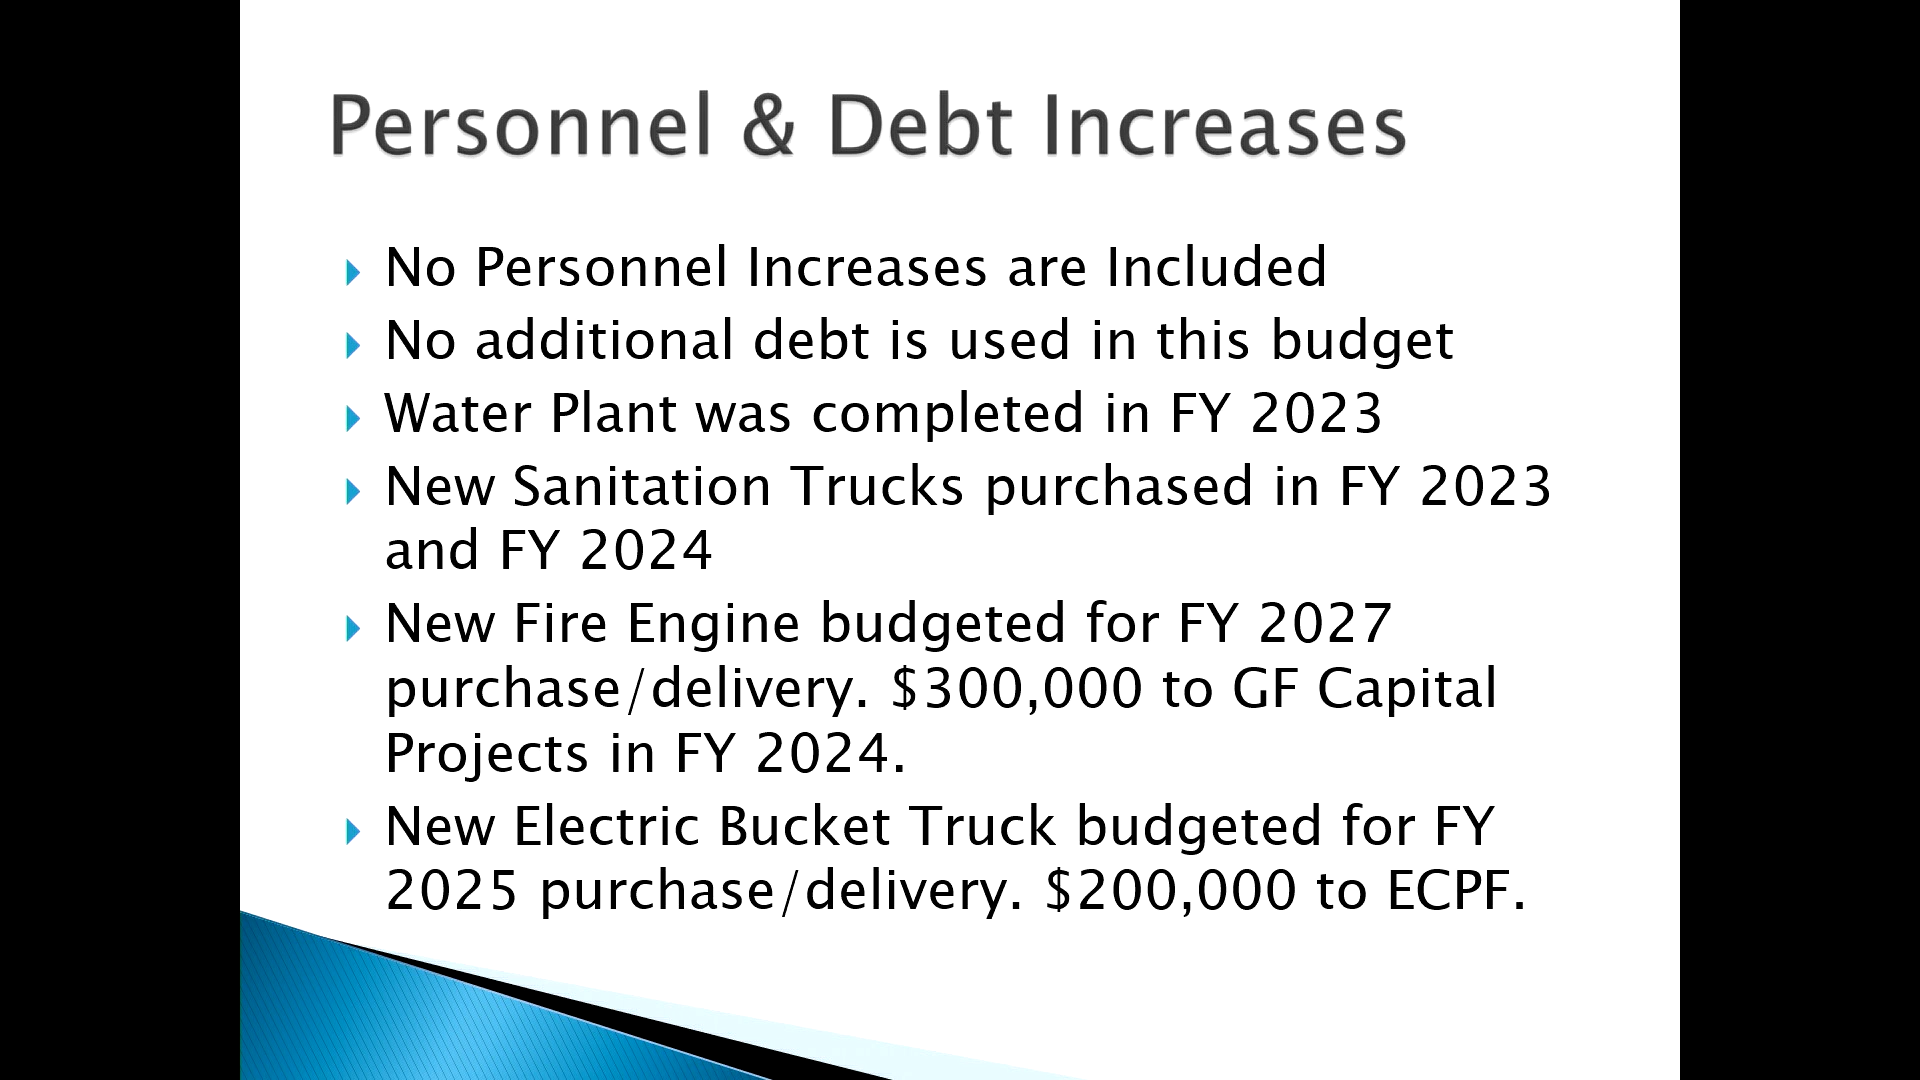 Personnel & Debt Increases
No Personnel Increases are Included
No additional debt is used in this budget
Water Plant was completed in FY 2023
New Sanitation Trucks purchased in FY 2023
and FY 2024
New Fire Engine budgeted for FY 2027
purchase/delivery. $300,000 to GF Capital
Projects in FY 2024.
New Electric Bucket Truck budgeted for FY
2025 purchase/delivery. $200,000 to ECPF.